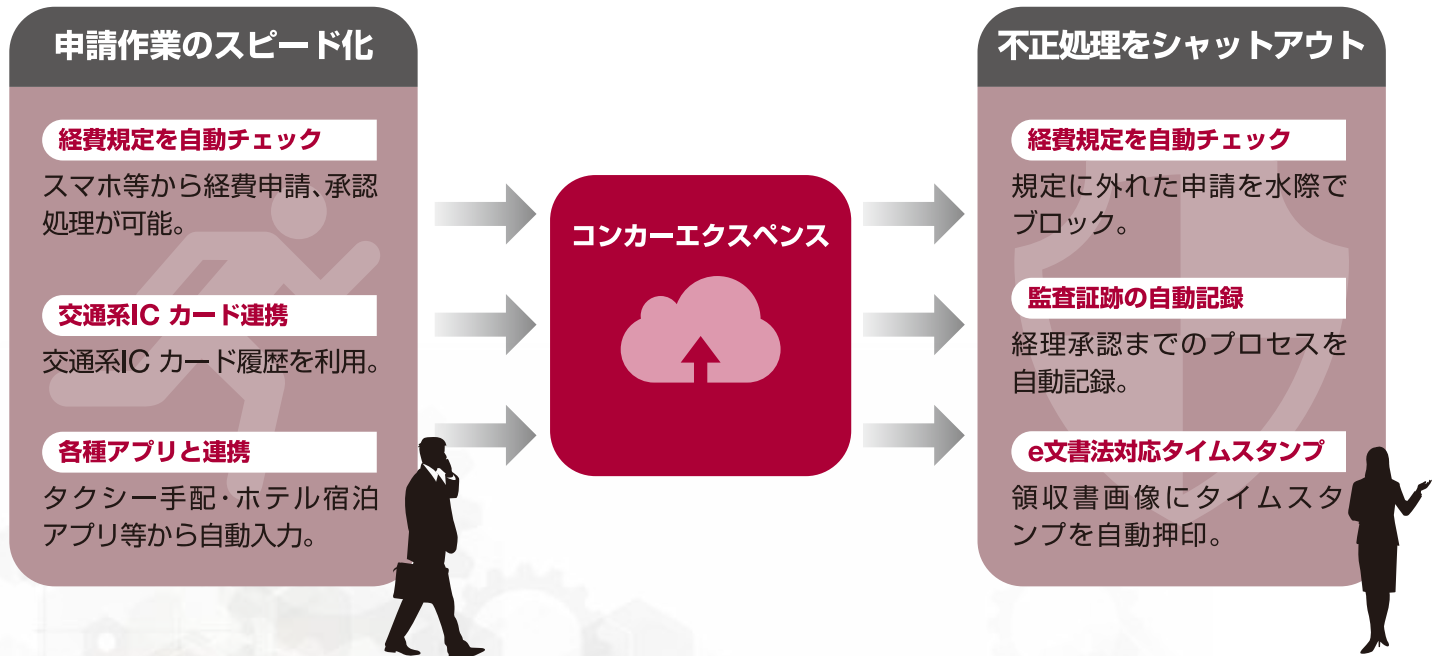 申請作業のスピード化
経費規定を自動チェック
スマホ等から経費申請、承認
処理が可能。
交通系IC カード連携
交通系IC カード履歴を利用。
各種アプリと連携
タクシー手配・ホテル宿泊
アプリ等から自動入力。
コンカーエクスペンス
不正処理をシャットアウト
経費規定を自動チェック
規定に外れた申請を水際で
ブロック。
監査証跡の自動記録
経理承認までのプロセスを
自動記録。
e文書法対応タイムスタンプ
領収書画像にタイムスタ
ンプを自動押印。